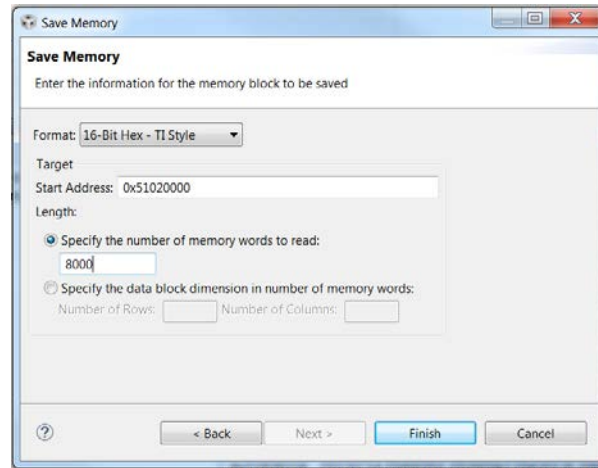 Save Memory
Save Memory
Enter the information for the memory block to be saved
Format: 16-Bit Hex - TI Style
Target
Start Address: 0x51020000
Length:
Specify the number of memory words to read:
8000
Specify the data block dimension in number of memory words:
Number of Rows: Number of Columns:
? < Back Next > Finish Cancel